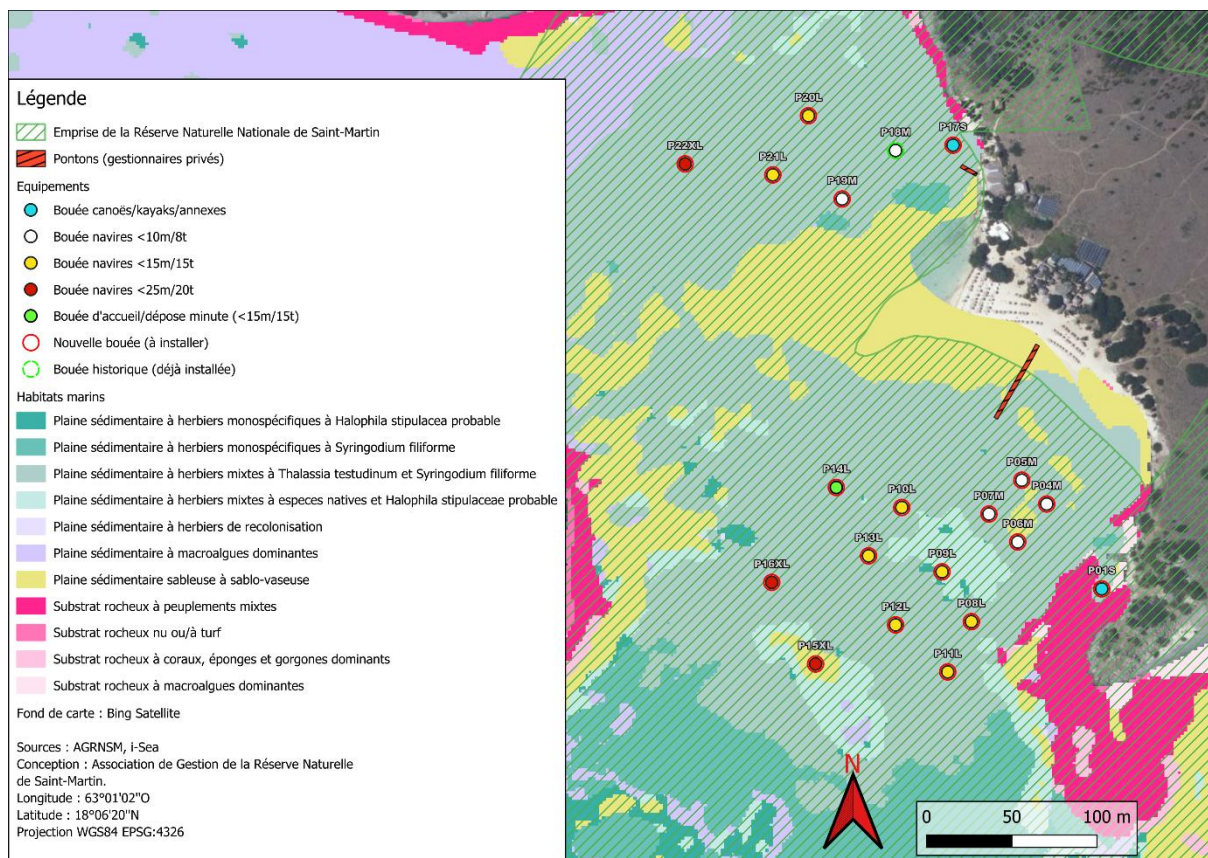 Légende
Emprise de la Réserve Naturelle Nationale de Saint-Martin
Pontons (gestionnaires privés)
Equipements
Bouée canoës/kayaks/annexes
Bouée navires <10m/8t
Bouée navires <15m/15t
Bouée navires <25m/20t
Bouée d'accueil/dépose minute (<15m/15t)
Nouvelle bouée (à installer)
Bouée historique (déjà installée)
Habitats marins
Plaine sédimentaire à herbiers monospécifiques à Halophila stipulacea probable
Plaine sédimentaire à herbiers monospécifiques à Syringodium filiforme
Plaine sédimentaire à herbiers mixtes à Thalassia testudinum et Syringodium filiforme
Plaine sédimentaire à herbiers mixtes à especes natives et Halophila stipulaceae probable
Plaine sédimentaire à herbiers de recolonisation
Plaine sédimentaire à macroalgues dominantes
Plaine sédimentaire sableuse à sablo-vaseuse
Substrat rocheux à peuplements mixtes
Substrat rocheux nu ou/à turf
Substrat rocheux à coraux, éponges et gorgones dominants
Substrat rocheux à macroalgues dominantes
Fond de carte : Bing Satellite
Sources : AGRNSM, i-Sea
Conception : Association de Gestion de la Réserve Naturelle
de Saint-Martin.
Longitude : 63°01'02"O
Latitude : 18°06'20"N
Projection WGS84 EPSG:4326
P20L
P18M
P17S
P22XL
P21L
P19M
P14L
P10L
P05M
P04M
P07M
P06M
P13L
P09L
P16XL
P01S
P12L
P08L
P15XL
P11L
N
0 50 100 m